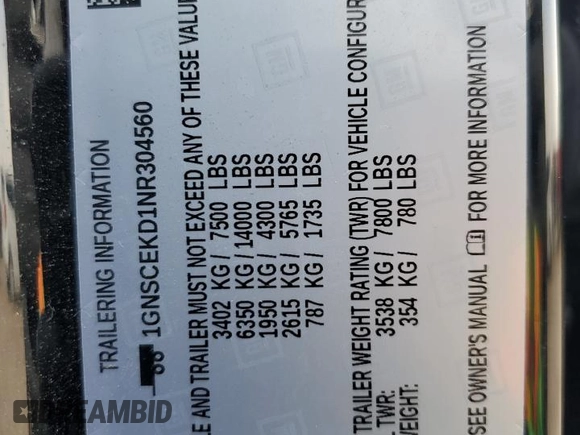 TRAILERING INFORMATION
1GNSCEKD1NR304560
LE AND TRAILER MUST NOT EXCEED ANY OF THESE VALU
3402 KG / 7500 LBS
6350 KG / 14000 LBS
1950 KG / 4300 LBS
2615 KG / 5765 LBS
787 KG / 1735 LBS
TRAILER WEIGHT RATING (TWR) FOR VEHICLE CONFIGUR
TWR: 3538 KG / 7800 LBS
WEIGHT: 354 KG / 780 LBS
SEE OWNER'S MANUAL FOR MORE INFORMATION
GM
DREAMBID